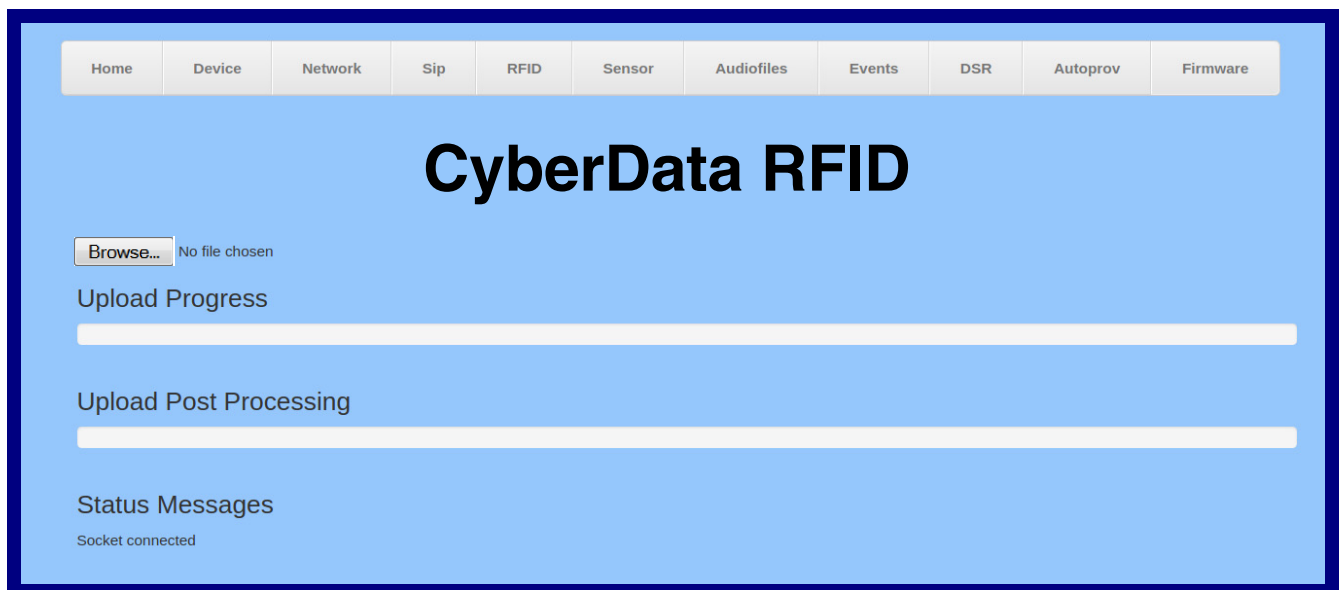 Home Device Network Sip RFID Sensor Audiofiles Events DSR Autoprov Firmware
CyberData RFID
Browse... No file chosen
Upload Progress
Upload Post Processing
Status Messages
Socket connected